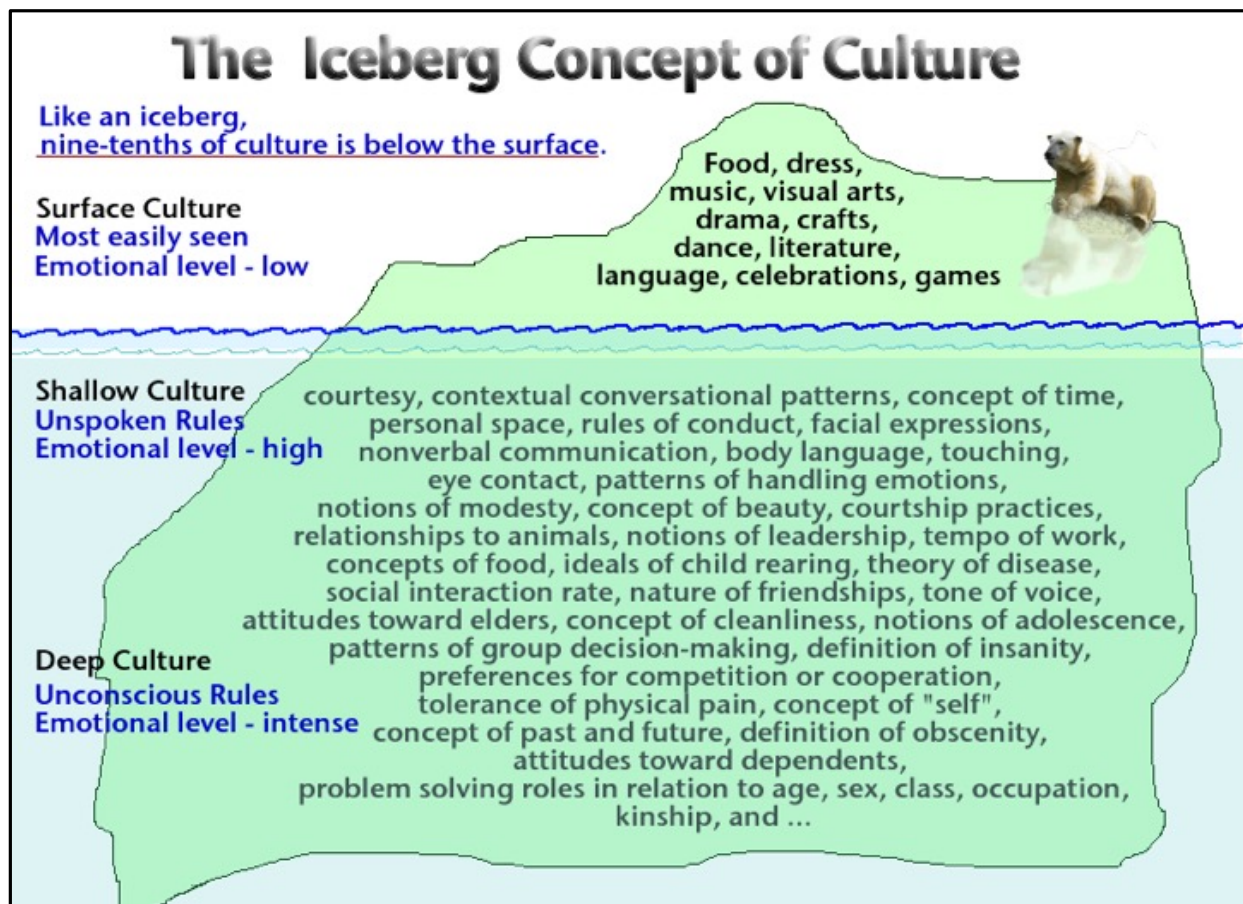 The Iceberg Concept of Culture
Like an iceberg,
nine-tenths of culture is below the surface.
Surface Culture
Most easily seen
Emotional level - low
Food, dress,
music, visual arts,
drama, crafts,
dance, literature,
language, celebrations, games
Shallow Culture
Unspoken Rules
Emotional level - high
courtesy, contextual conversational patterns, concept of time,
personal space, rules of conduct, facial expressions,
nonverbal communication, body language, touching,
eye contact, patterns of handling emotions,
notions of modesty, concept of beauty, courtship practices,
relationships to animals, notions of leadership, tempo of work,
concepts of food, ideals of child rearing, theory of disease,
social interaction rate, nature of friendships, tone of voice,
attitudes toward elders, concept of cleanliness, notions of adolescence,
patterns of group decision-making, definition of insanity,
preferences for competition or cooperation,
tolerance of physical pain, concept of "self",
concept of past and future, definition of obscenity,
attitudes toward dependents,
problem solving roles in relation to age, sex, class, occupation,
kinship, and ...
Deep Culture
Unconscious Rules
Emotional level - intense